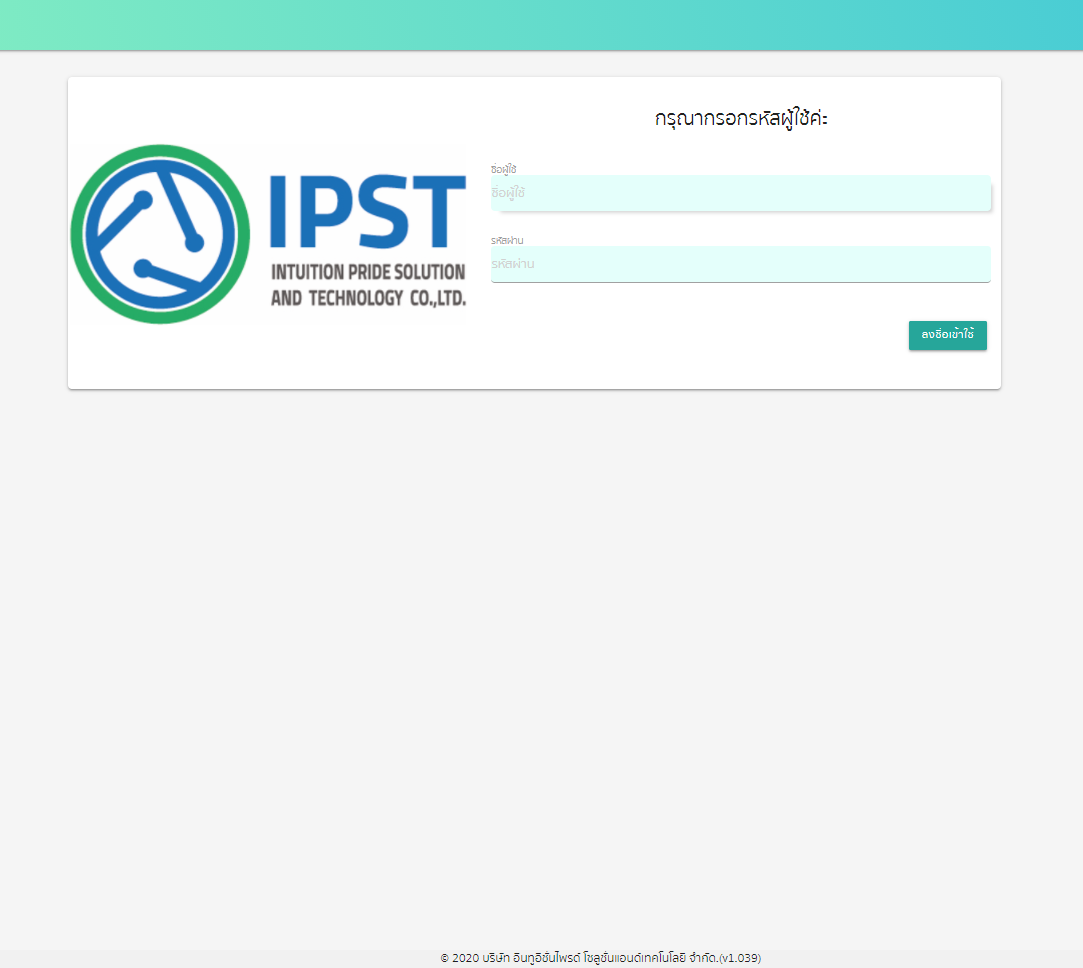 กรุณากรอกรหัสผู้ใช้ค่ะ
IPST
INTUITION PRIDE SOLUTION
AND TECHNOLOGY CO.,LTD.
ชื่อผู้ใช้
ชื่อผู้ใช้
รหัสผ่าน
รหัสผ่าน
ลงชื่อเข้าใช้
© 2020 บริษัท อินทูอิชั่นไพรด์ โซลูชั่นแอนด์เทคโนโลยี จำกัด.(v1.039)